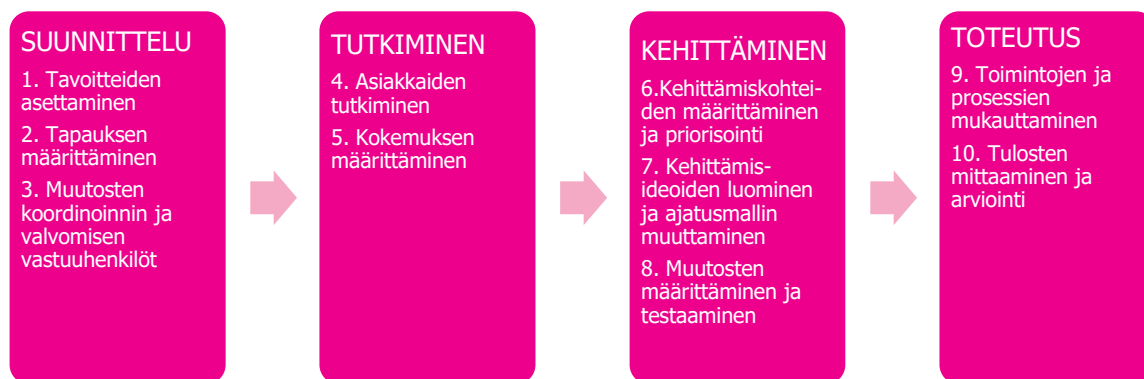 SUUNNITTELU
1. Tavoitteiden
asettaminen
2. Tapauksen
määrittäminen
3. Muutosten
koordinoinnin ja
valvomisen
vastuuhenkilöt
TUTKIMINEN
4. Asiakkaiden
tutkiminen
5. Kokemuksen
määrittäminen
KEHITTÄMINEN
6.Kehittämiskohtei-
den määrittäminen
ja priorisointi
7. Kehittämis-
ideoiden luominen
ja ajatusmallin
muuttaminen
8. Muutosten
määrittäminen ja
testaaminen
TOTEUTUS
9. Toimintojen ja
prosessien
mukauttaminen
10. Tulosten
mittaaminen ja
arviointi